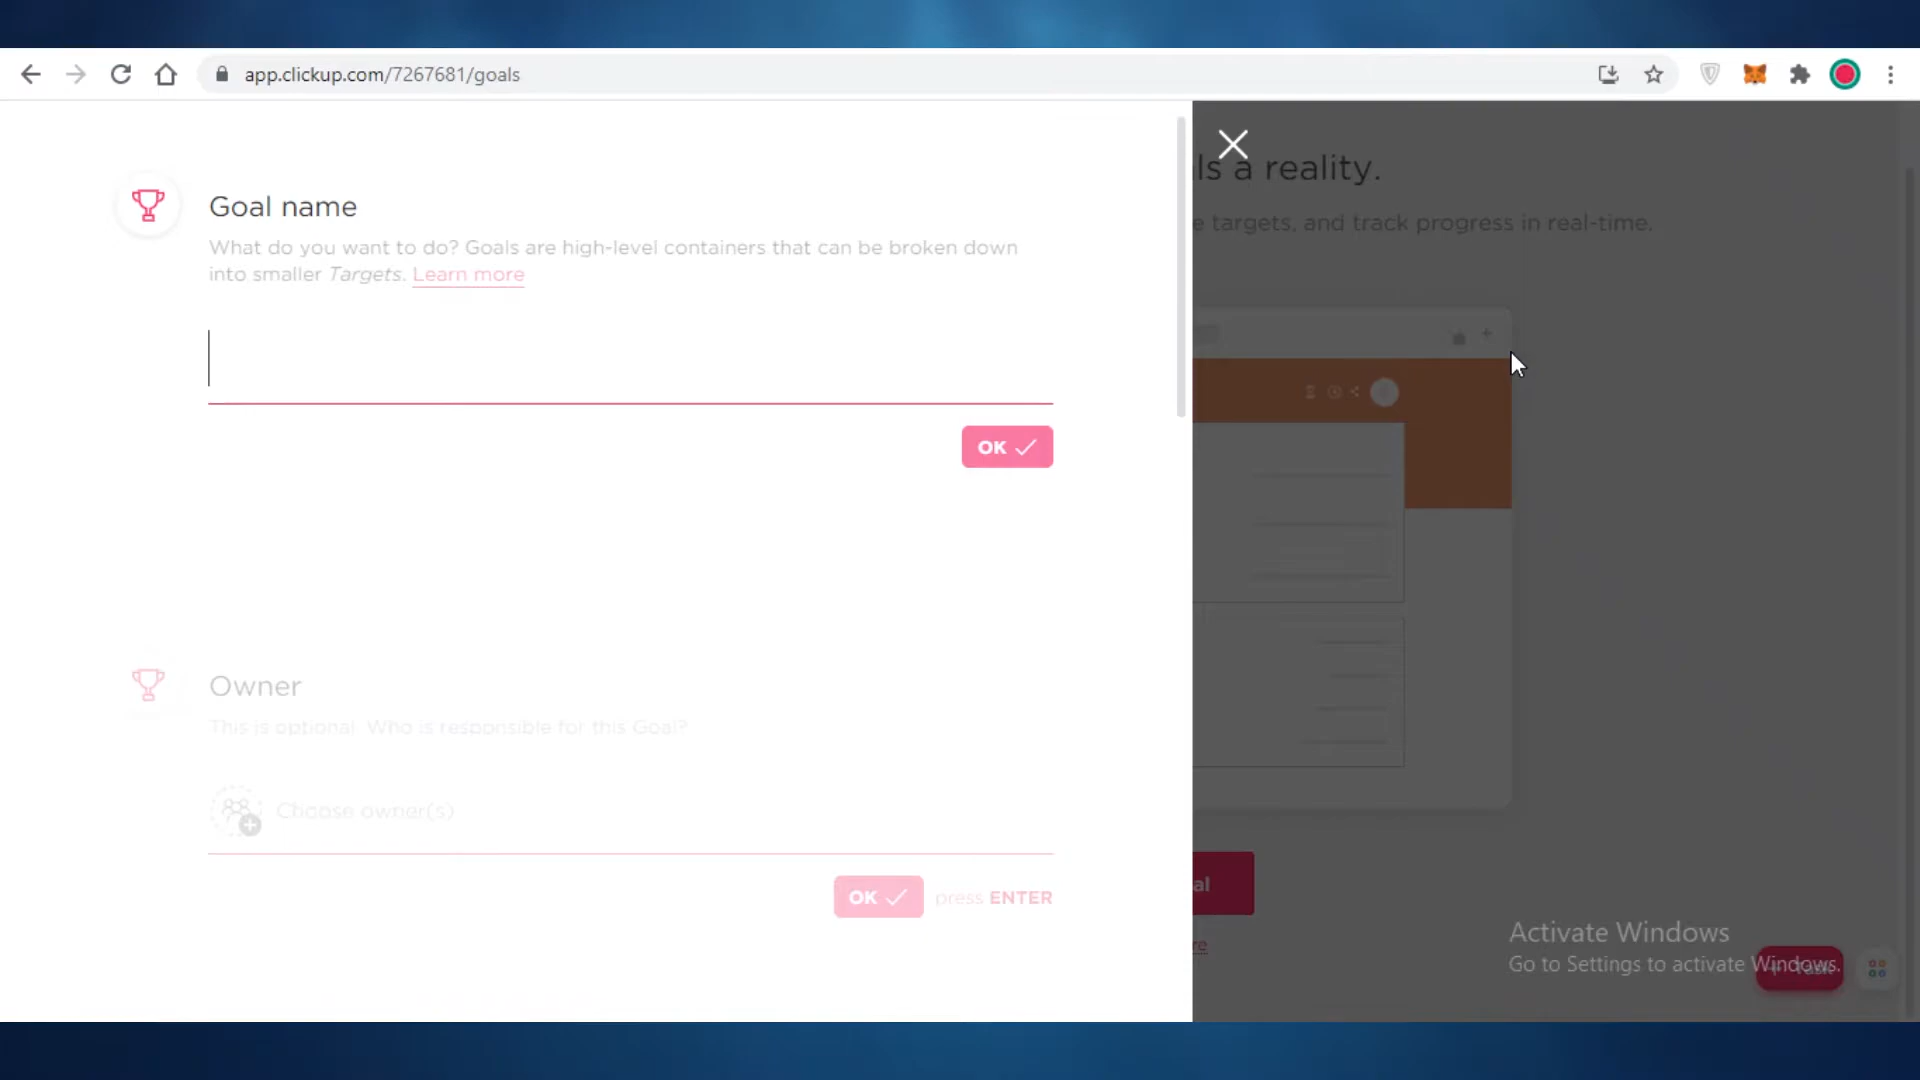 app.clickup.com/7267681/goals
Goal name
What do you want to do? Goals are high-level containers that can be broken down
into smaller Targets. Learn more
OK
Owner
This is optional. Who is responsible for this Goal?
Choose owner(s)
OK press ENTER
ls a reality.
e targets, and track progress in real-time.
al
re
Activate Windows
Go to Settings to activate Windows.